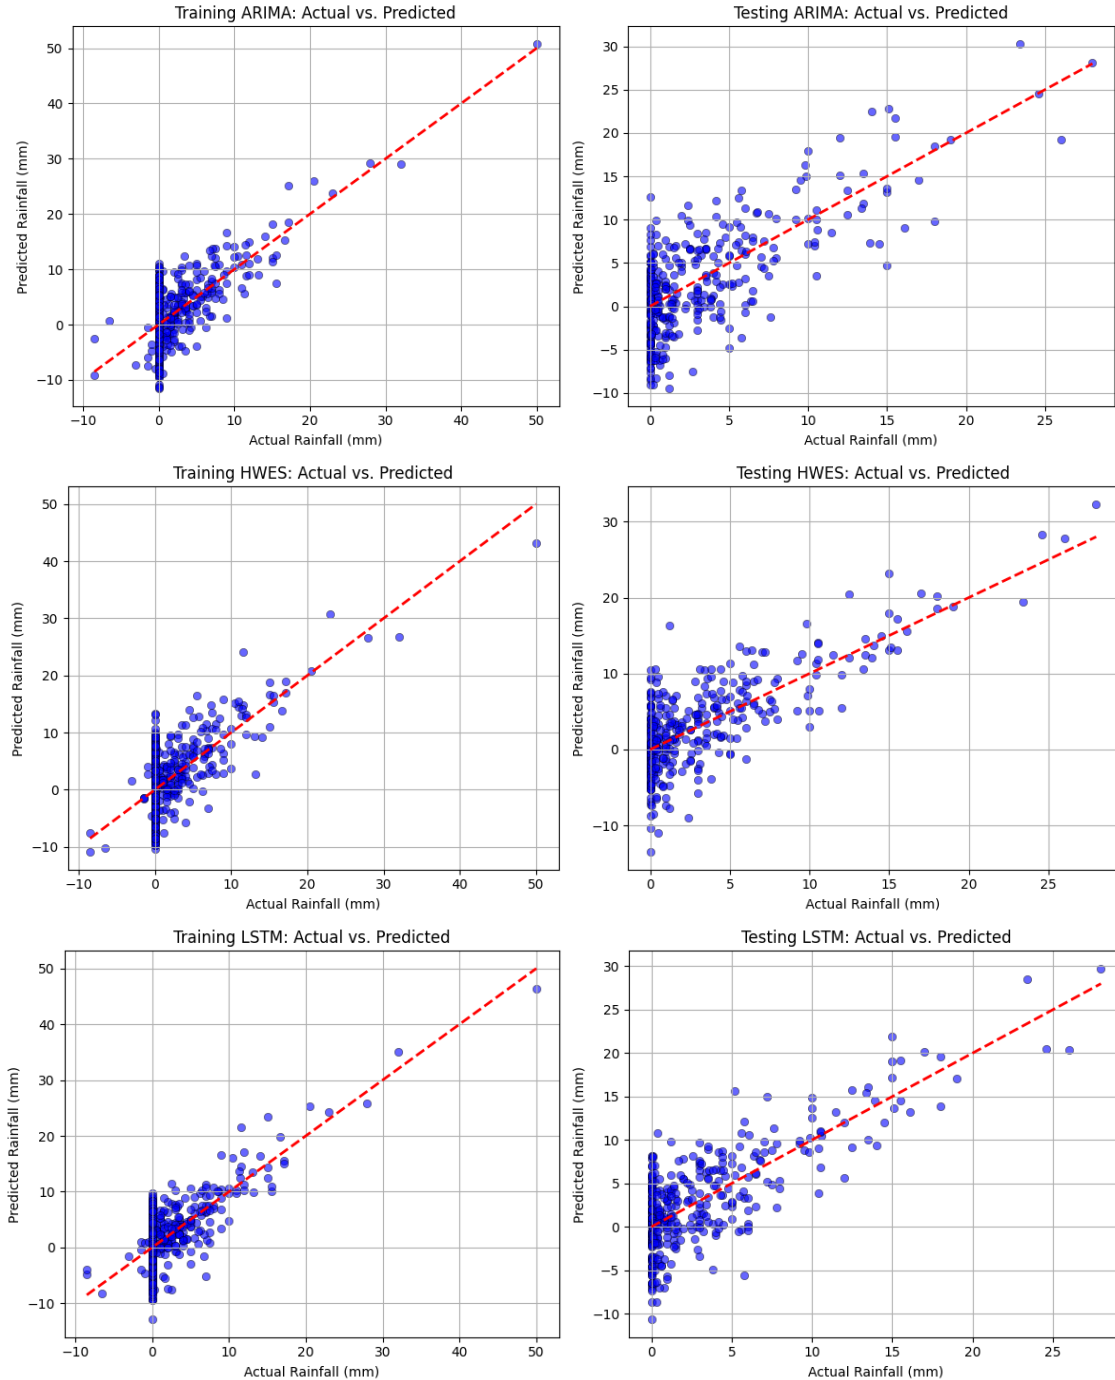 Training ARIMA: Actual vs. Predicted
Predicted Rainfall (mm)
50
40
30
20
10
0
−10
−10 0 10 20 30 40 50
Actual Rainfall (mm)
Testing ARIMA: Actual vs. Predicted
Predicted Rainfall (mm)
30
25
20
15
10
5
0
−5
−10
0 5 10 15 20 25
Actual Rainfall (mm)
Training HWES: Actual vs. Predicted
Predicted Rainfall (mm)
50
40
30
20
10
0
−10
−10 0 10 20 30 40 50
Actual Rainfall (mm)
Testing HWES: Actual vs. Predicted
Predicted Rainfall (mm)
30
20
10
0
−10
0 5 10 15 20 25
Actual Rainfall (mm)
Training LSTM: Actual vs. Predicted
Predicted Rainfall (mm)
50
40
30
20
10
0
−10
−10 0 10 20 30 40 50
Actual Rainfall (mm)
Testing LSTM: Actual vs. Predicted
Predicted Rainfall (mm)
30
25
20
15
10
5
0
−5
−10
0 5 10 15 20 25
Actual Rainfall (mm)